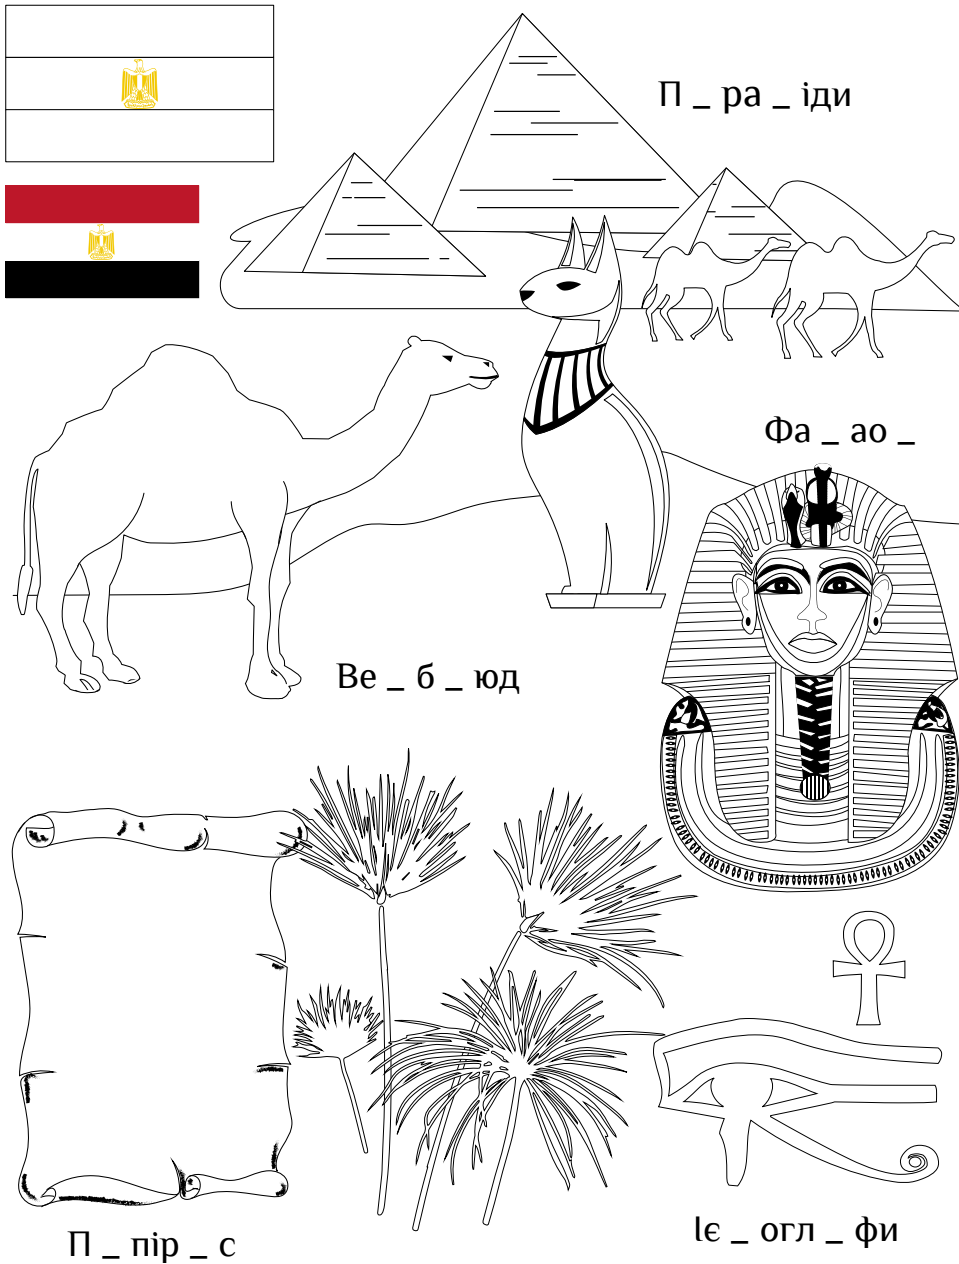 П _ ра _ іди
Фа _ ао _
Ве _ б _ юд
П _ пір _ с
Іє _ огл _ фи